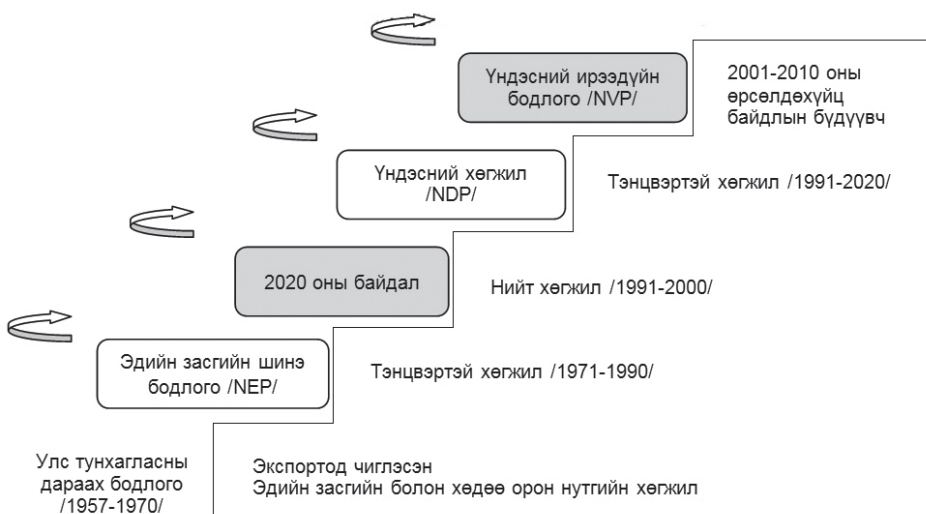 Үндэсний ирээдүйн
бодлого /NVP/
2001-2010 оны
өрсөлдөхүйц
байдлын бүдүүвч
Үндэсний хөгжил
/NDP/
Тэнцвэртэй хөгжил /1991-2020/
2020 оны байдал
Нийт хөгжил /1991-2000/
Эдийн засгийн шинэ
бодлого /NEP/
Тэнцвэртэй хөгжил /1971-1990/
Улс тунхагласны
дараах бодлого
/1957-1970/
Экспортод чиглэсэн
Эдийн засгийн болон хөдөө орон нутгийн хөгжил